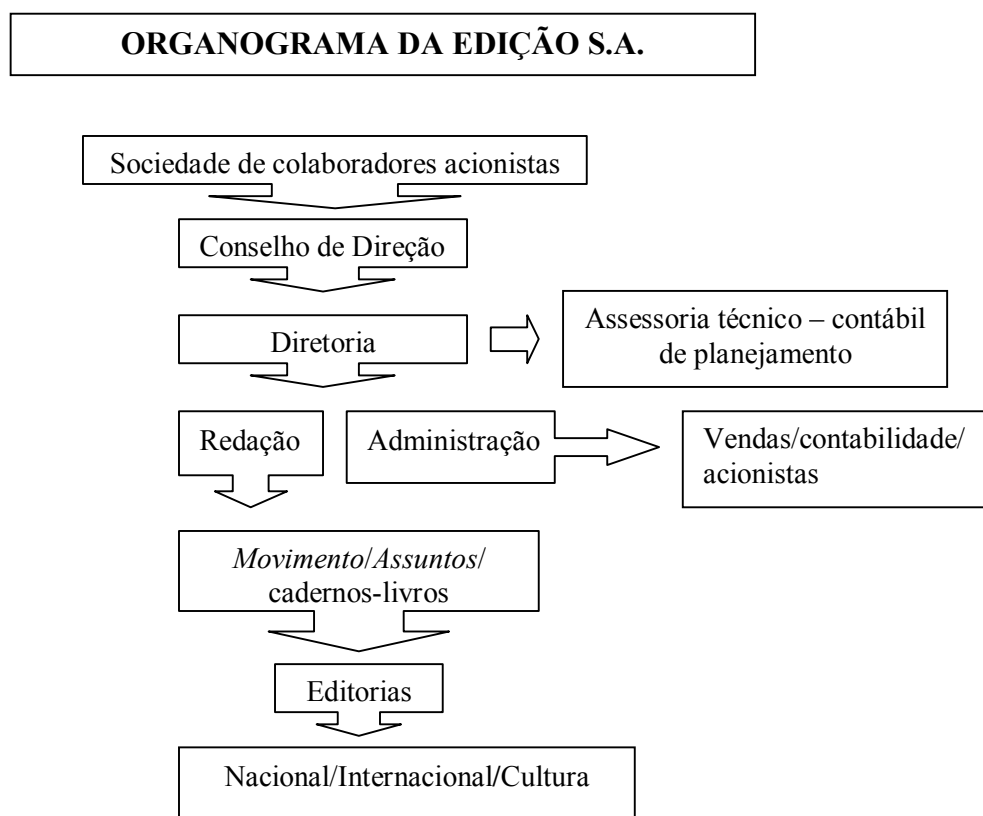 ORGANOGRAMA DA EDIÇÃO S.A.
Sociedade de colaboradores acionistas
Conselho de Direção
Diretoria
Assessoria técnico – contábil
de planejamento
Redação
Administração
Vendas/contabilidade/
acionistas
Movimento/Assuntos/
cadernos-livros
Editorias
Nacional/Internacional/Cultura